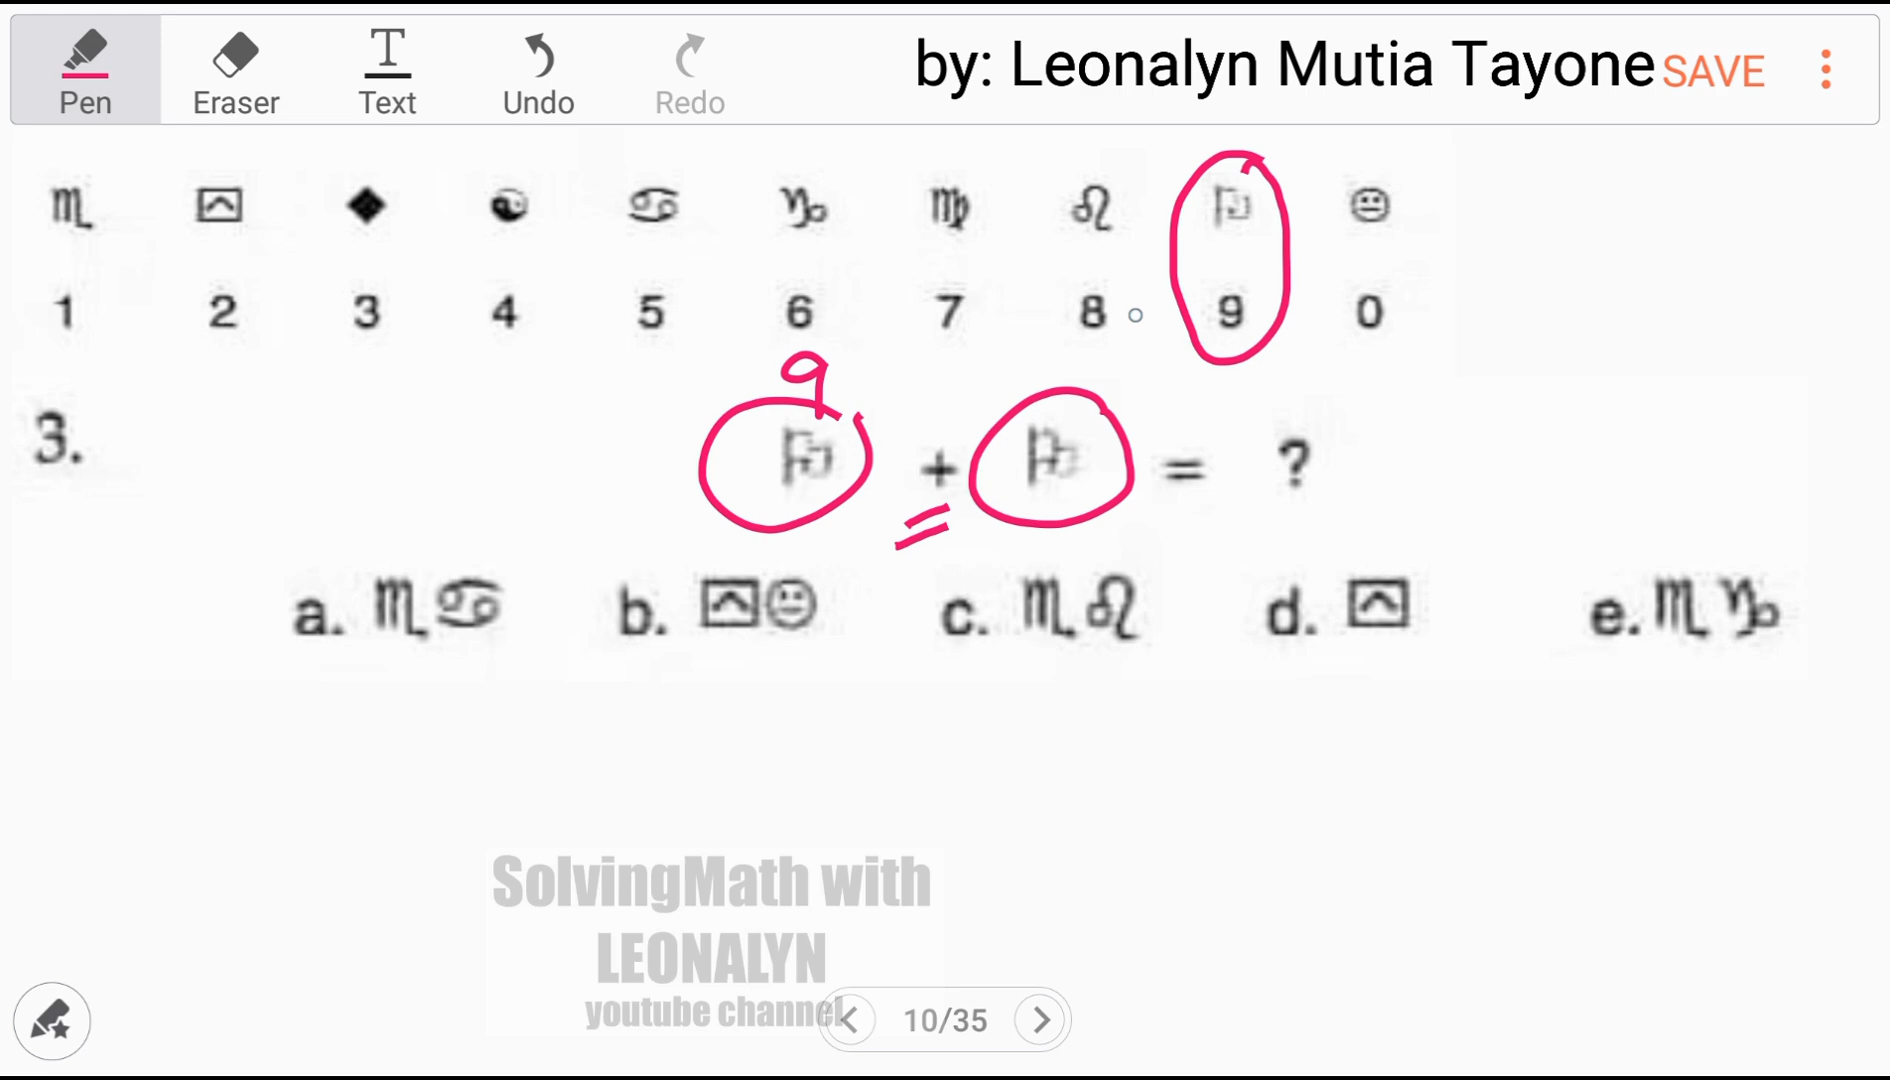 by: Leonalyn Mutia Tayone SAVE
Pen Eraser Text Undo Redo
♏ ◆ ☯ ♋ ♑ ♍ ♌ ⚐ 😐
1 2 3 4 5 6 7 8 9 0
9
3. ⚐ + ⚐ = ?
=
a. ♏♋ b. 😐 c. ♏♌ d. e. ♏♑
SolvingMath with
LEONALYN
youtube channel
10/35